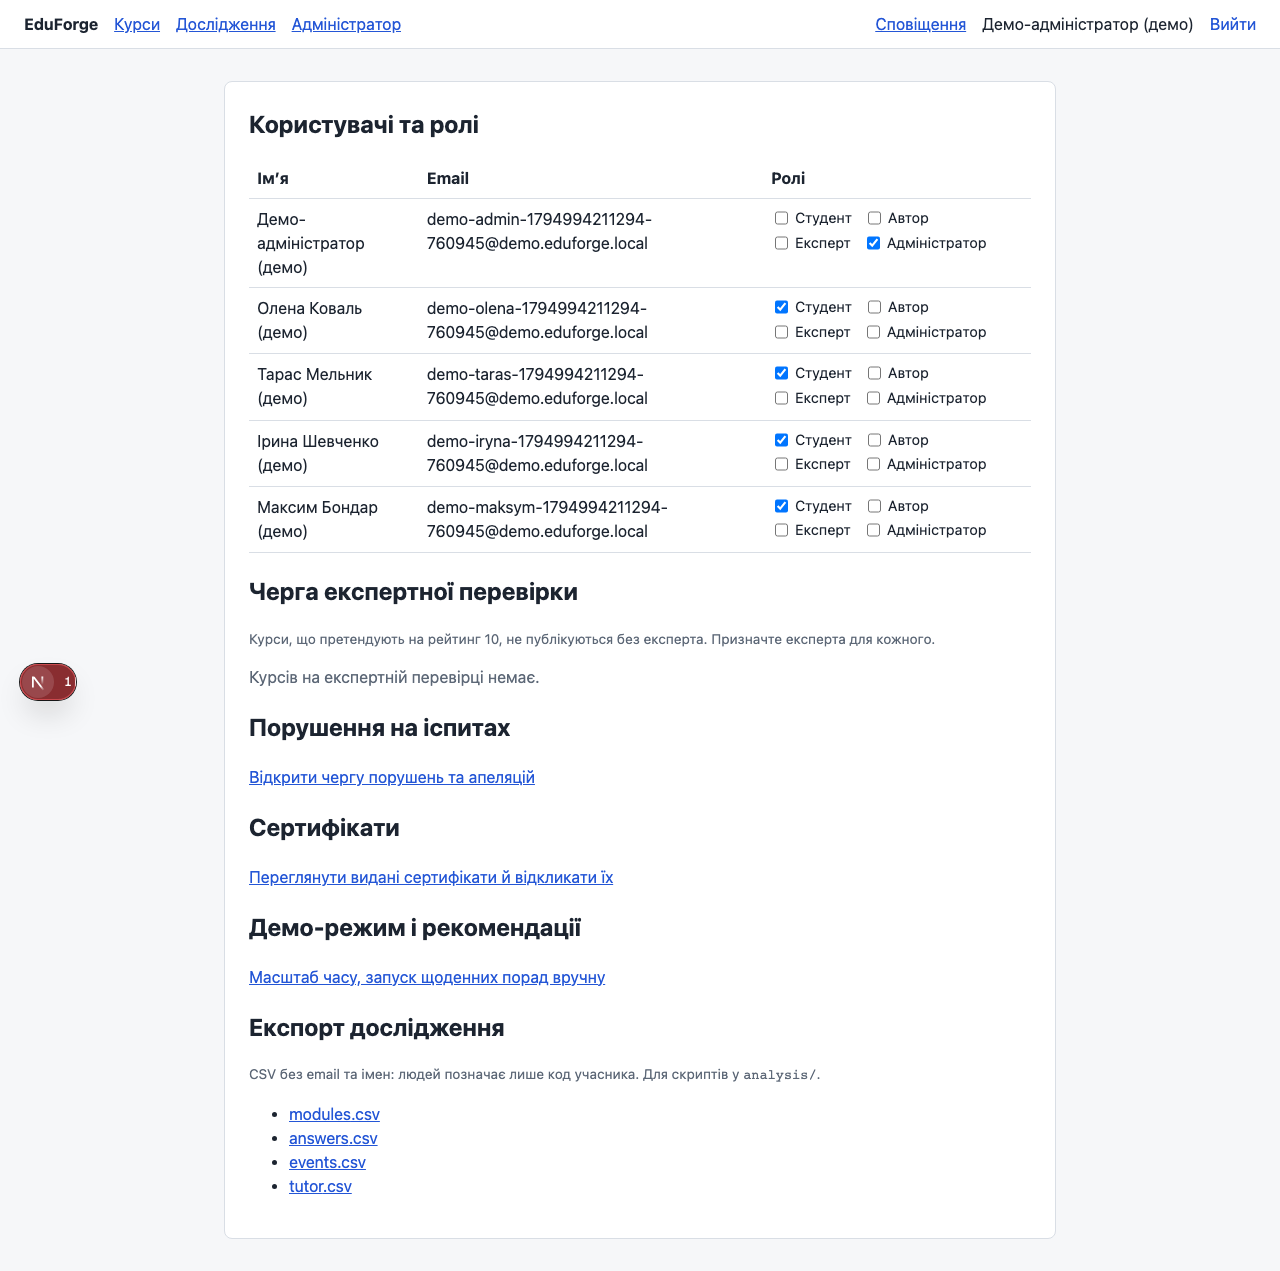 EduForge Курси Дослідження Адміністратор Сповіщення Демо-адміністратор (демо) Вийти
Користувачі та ролі
Ім’я Email Ролі
Демо-адміністратор (демо) demo-admin-1794994211294-760945@demo.eduforge.local Студент Автор Експерт Адміністратор
Олена Коваль (демо) demo-olena-1794994211294-760945@demo.eduforge.local Студент Автор Експерт Адміністратор
Тарас Мельник (демо) demo-taras-1794994211294-760945@demo.eduforge.local Студент Автор Експерт Адміністратор
Ірина Шевченко (демо) demo-iryna-1794994211294-760945@demo.eduforge.local Студент Автор Експерт Адміністратор
Максим Бондар (демо) demo-maksym-1794994211294-760945@demo.eduforge.local Студент Автор Експерт Адміністратор
Черга експертної перевірки
Курси, що претендують на рейтинг 10, не публікуються без експерта. Призначте експерта для кожного.
Курсів на експертній перевірці немає.
N 1
Порушення на іспитах
Відкрити чергу порушень та апеляцій
Сертифікати
Переглянути видані сертифікати й відкликати їх
Демо-режим і рекомендації
Масштаб часу, запуск щоденних порад вручну
Експорт дослідження
CSV без email та імен: людей позначає лише код учасника. Для скриптів у analysis/.
modules.csv
answers.csv
events.csv
tutor.csv